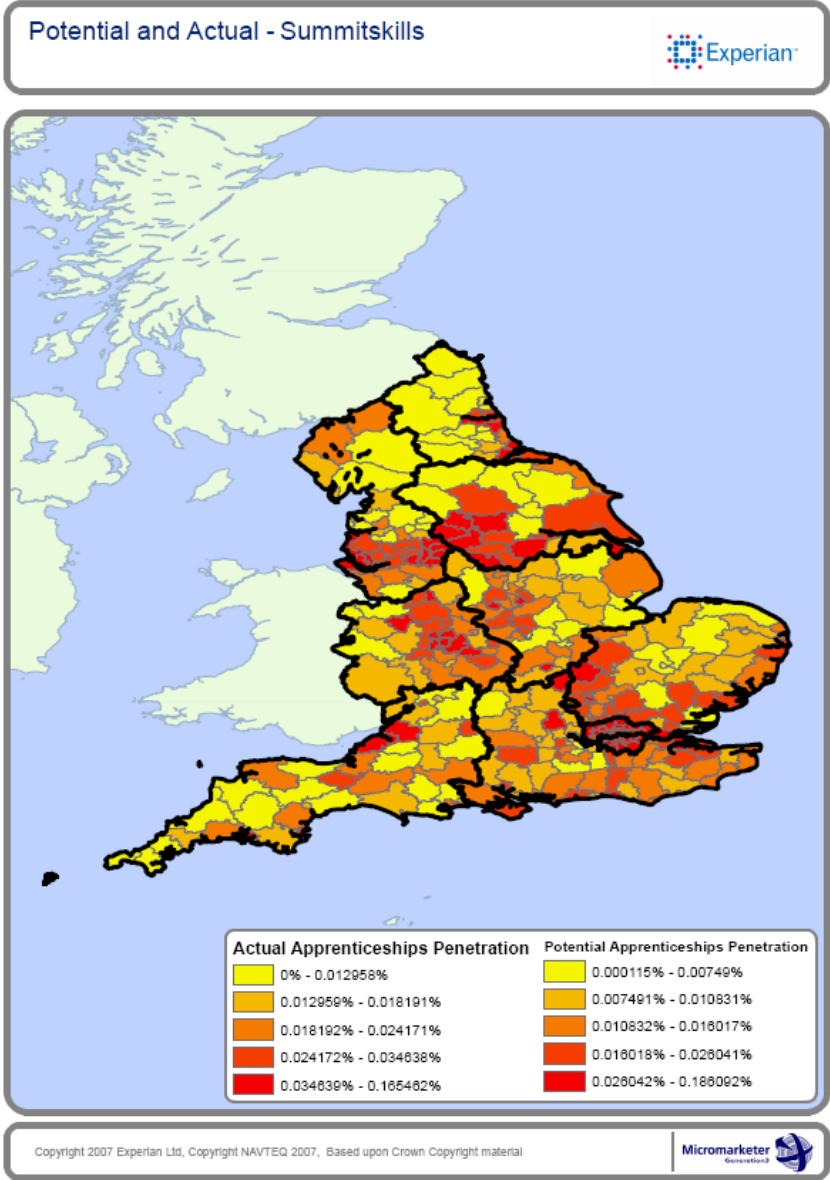 Potential and Actual - Summitskills
Experian™
Actual Apprenticeships Penetration
0% - 0.012958%
0.012959% - 0.018191%
0.018192% - 0.024171%
0.024172% - 0.034638%
0.034639% - 0.165462%
Potential Apprenticeships Penetration
0.000115% - 0.00749%
0.007491% - 0.010831%
0.010832% - 0.016017%
0.016018% - 0.026041%
0.026042% - 0.186092%
Copyright 2007 Experian Ltd, Copyright NAVTEQ 2007, Based upon Crown Copyright material
Micromarketer
Generation3